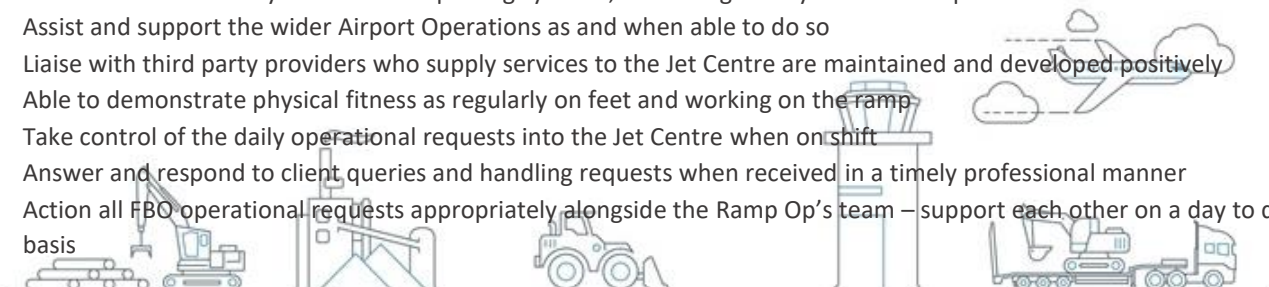 Assist and support the wider Airport Operations as and when able to do so
Liaise with third party providers who supply services to the Jet Centre are maintained and developed positively
Able to demonstrate physical fitness as regularly on feet and working on the ramp
Take control of the daily operational requests into the Jet Centre when on shift
Answer and respond to client queries and handling requests when received in a timely professional manner
Action all FBO operational requests appropriately alongside the Ramp Op's team – support each other on a day to
basis